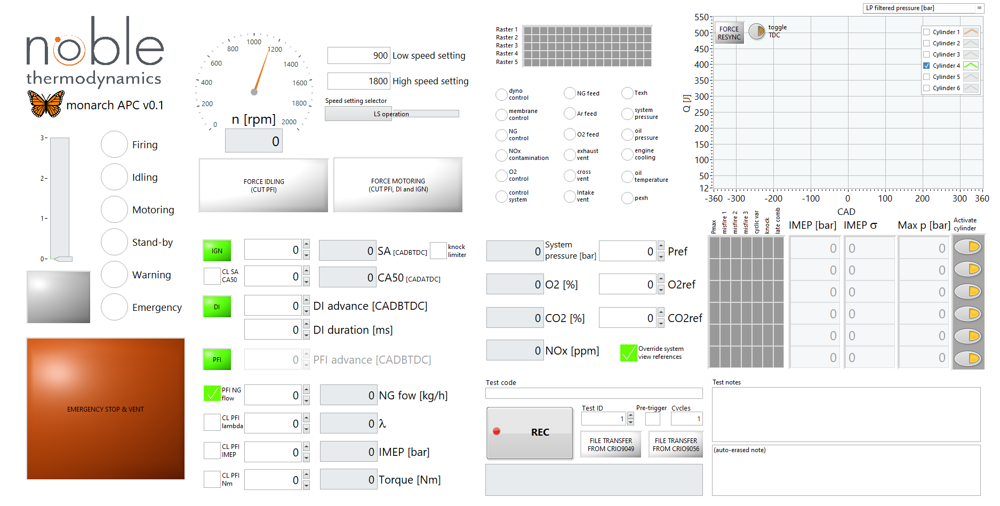 noble
thermodynamics
monarch APC v0.1
3
2
1
0
Firing
Idling
Motoring
Stand-by
Warning
Emergency
EMERGENCY STOP & VENT
0
200
400
600
800
1000
1200
1400
1600
1800
2000
n [rpm]
0
900 Low speed setting
1800 High speed setting
Speed setting selector
LS operation
FORCE IDLING
(CUT PFI)
FORCE MOTORING
(CUT PFI, DI and IGN)
IGN
0
0 SA [CADBTDC]
knock
limiter
CL SA
CA50
0
0 CA50 [CADATDC]
DI
0 DI advance [CADBTDC]
0 DI duration [ms]
PFI
0 PFI advance [CADBTDC]
PFI NG
flow
0
0 NG fow [kg/h]
CL PFI
lambda
0
0 λ
CL PFI
IMEP
0
0 IMEP [bar]
CL PFI
Nm
0
0 Torque [Nm]
Raster 1
Raster 2
Raster 3
Raster 4
Raster 5
dyno
control
membrane
control
NG
control
NOx
contamination
O2
control
control
system
NG feed
Ar feed
O2 feed
exhaust
vent
cross
vent
Intake
vent
Texh
system
pressure
oil
pressure
engine
cooling
oil
temperature
pexh
0 System
pressure [bar]
0 Pref
0 O2 [%]
0 O2ref
0 CO2 [%]
0 CO2ref
0 NOx [ppm]
Override system
view references
Test code
REC
Test ID
1
Pre-trigger
Cycles
1
FILE TRANSFER
FROM CRIO9049
FILE TRANSFER
FROM CRIO9056
LP filtered pressure [bar]
FORCE
RESYNC
toggle
TDC
Cylinder 1
Cylinder 2
Cylinder 3
Cylinder 4
Cylinder 5
Cylinder 6
Q [J]
550
500
450
400
350
300
250
200
150
100
50
12
-360 -300 -200 -100 0 100 200 300 360
CAD
Pmax
misfire 1
misfire 2
misfire 3
cyclic var
knock
late comb
IMEP [bar] IMEP σ Max p [bar]
Activate
cylinder
0 0 0
0 0 0
0 0 0
0 0 0
0 0 0
0 0 0
Test notes
(auto-erased note)